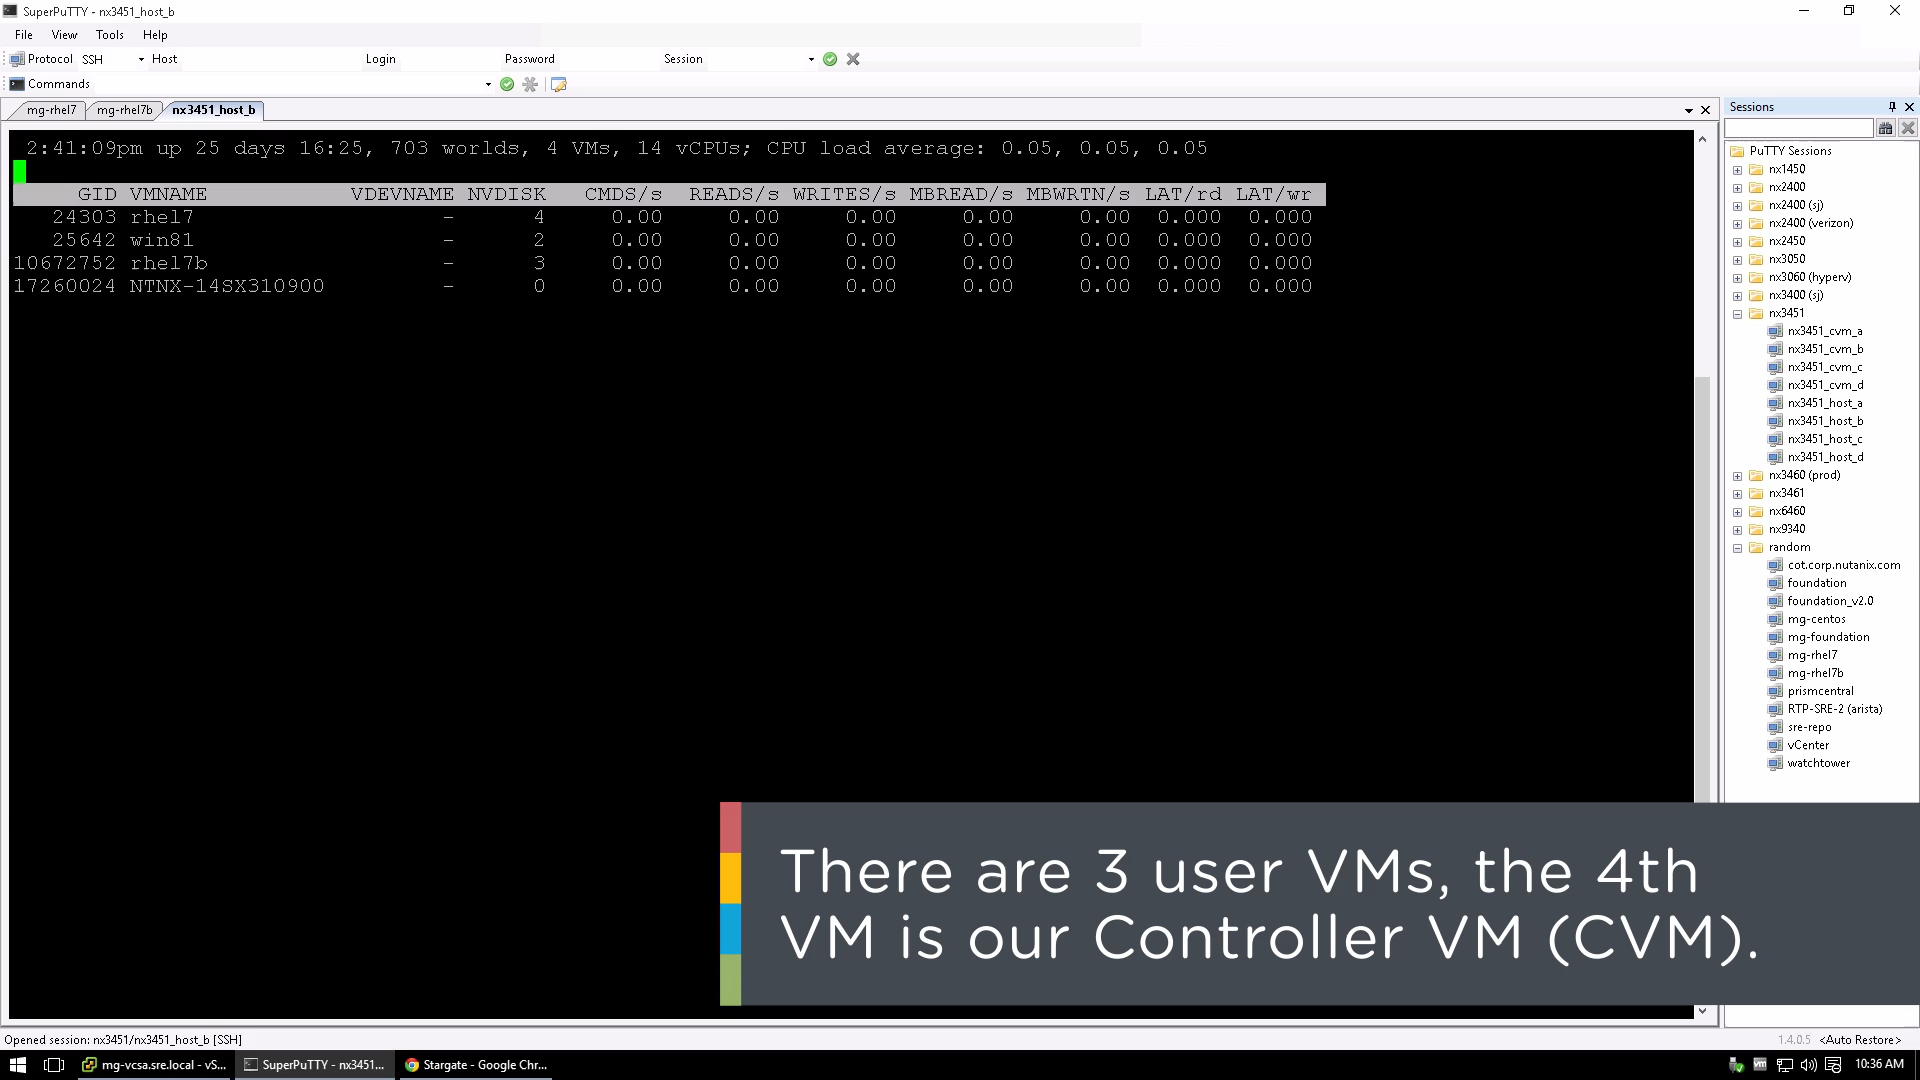 SuperPuTTY - nx3451_host_b
File View Tools Help
Protocol SSH Host Login Password Session
Commands
mg-rhel7 mg-rhel7b nx3451_host_b
2:41:09pm up 25 days 16:25, 703 worlds, 4 VMs, 14 vCPUs; CPU load average: 0.05, 0.05, 0.05
GID VMNAME VDEVNAME NVDISK CMDS/s READS/s WRITES/s MBREAD/s MBWRTN/s LAT/rd LAT/wr
24303 rhel7 - 4 0.00 0.00 0.00 0.00 0.00 0.000 0.000
25642 win81 - 2 0.00 0.00 0.00 0.00 0.00 0.000 0.000
10672752 rhel7b - 3 0.00 0.00 0.00 0.00 0.00 0.000 0.000
17260024 NTNX-14SX310900 - 0 0.00 0.00 0.00 0.00 0.00 0.000 0.000
Sessions
PuTTY Sessions
nx1450
nx2400
nx2400 (sj)
nx2400 (verizon)
nx2450
nx3050
nx3060 (hyperv)
nx3400 (sj)
nx3451
nx3451_cvm_a
nx3451_cvm_b
nx3451_cvm_c
nx3451_cvm_d
nx3451_host_a
nx3451_host_b
nx3451_host_c
nx3451_host_d
nx3460 (prod)
nx3461
nx6460
nx9340
random
cot.corp.nutanix.com
foundation
foundation_v2.0
mg-centos
mg-foundation
mg-rhel7
mg-rhel7b
prismcentral
RTP-SRE-2 (arista)
sre-repo
vCenter
watchtower
There are 3 user VMs, the 4th
VM is our Controller VM (CVM).
Opened session: nx3451/nx3451_host_b [SSH]
1.4.0.5 <Auto Restore>
mg-vcsa.sre.local - vS... SuperPuTTY - nx3451... Stargate - Google Chr...
vm 10:36 AM